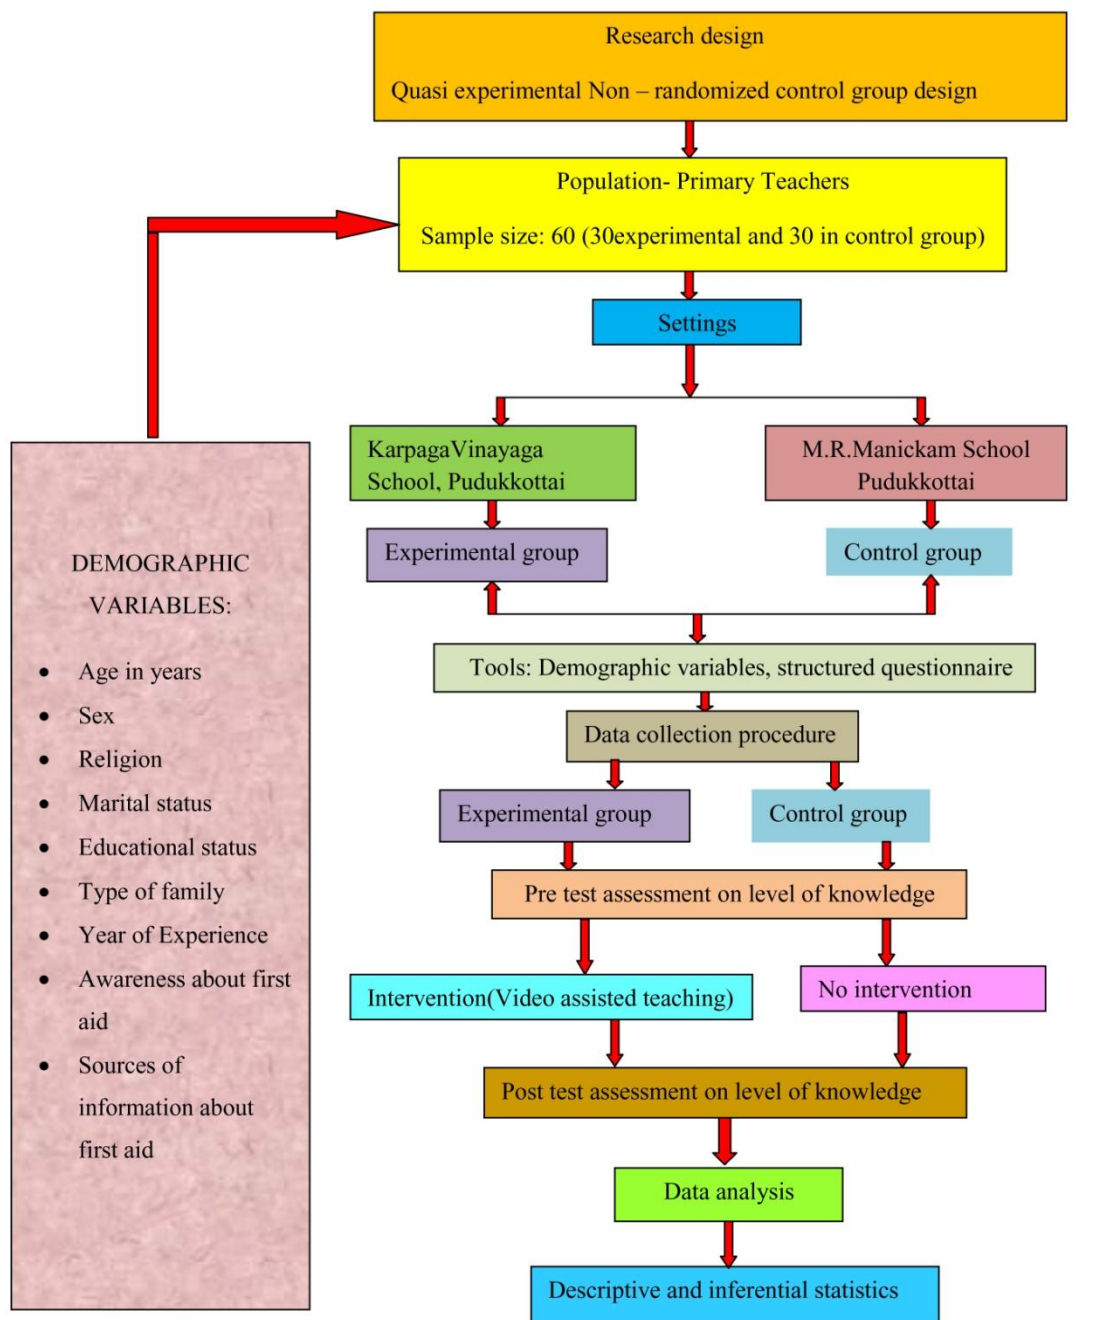 Research design
Quasi experimental Non – randomized control group design
Population- Primary Teachers
Sample size: 60 (30experimental and 30 in control group)
Settings
KarpagaVinayaga
School, Pudukkottai
M.R.Manickam School
Pudukkottai
Experimental group
Control group
Tools: Demographic variables, structured questionnaire
Data collection procedure
Experimental group
Control group
Pre test assessment on level of knowledge
Intervention(Video assisted teaching)
No intervention
Post test assessment on level of knowledge
Data analysis
Descriptive and inferential statistics
DEMOGRAPHIC
VARIABLES:
• Age in years
• Sex
• Religion
• Marital status
• Educational status
• Type of family
• Year of Experience
• Awareness about first
aid
• Sources of
information about
first aid